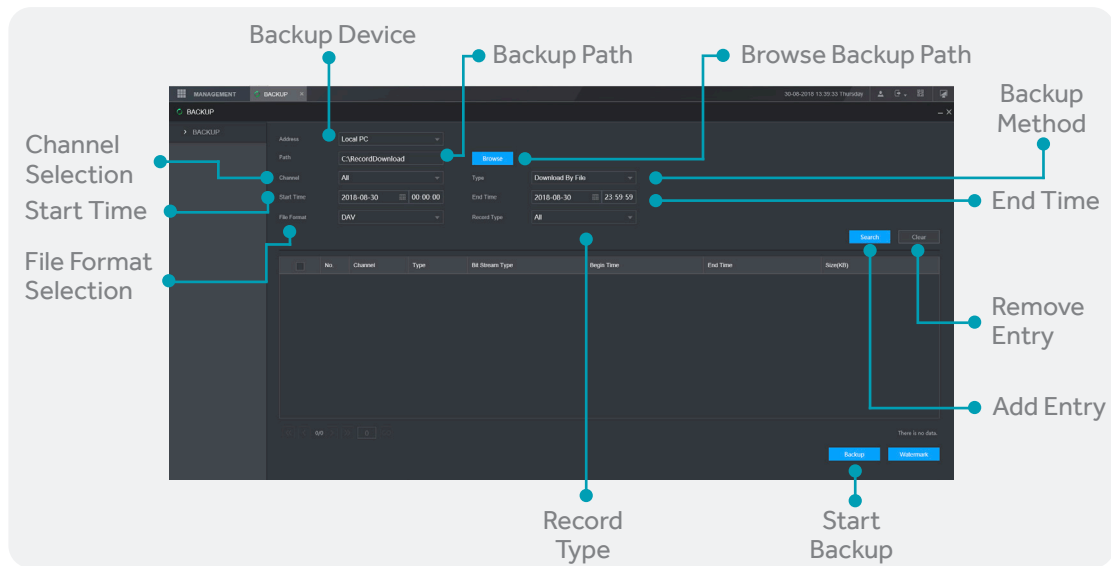 Backup Device
Backup Path
Browse Backup Path
Backup
Method
MANAGEMENT
BACKUP
30-08-2018 13:39:33 Thursday
BACKUP
BACKUP
Channel
Selection
Address
Local PC
Path
C:\RecordDownload
Browse
Channel
All
Type
Download By File
Start Time
Start Time
2018-08-30
00 00 00
End Time
2018-08-30
23 59 59
End Time
File Format
DAV
Record Type
All
File Format
Selection
Search
Clear
No.
Channel
Type
Bit Stream Type
Begin Time
End Time
Size(KB)
Remove
Entry
Add Entry
0/0
0
There is no data.
Backup
Watermark
Record
Type
Start
Backup